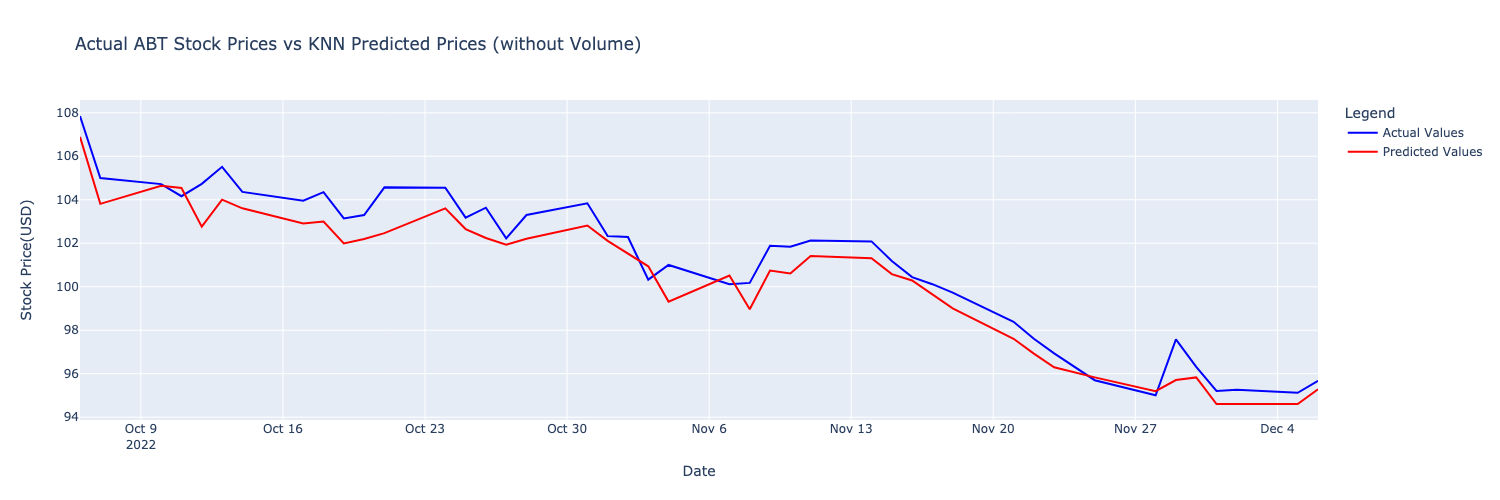 Actual ABT Stock Prices vs KNN Predicted Prices (without Volume)
Legend
Actual Values
Predicted Values
Stock Price(USD)
108
106
104
102
100
98
96
94
Oct 9
2022
Oct 16
Oct 23
Oct 30
Nov 6
Nov 13
Nov 20
Nov 27
Dec 4
Date